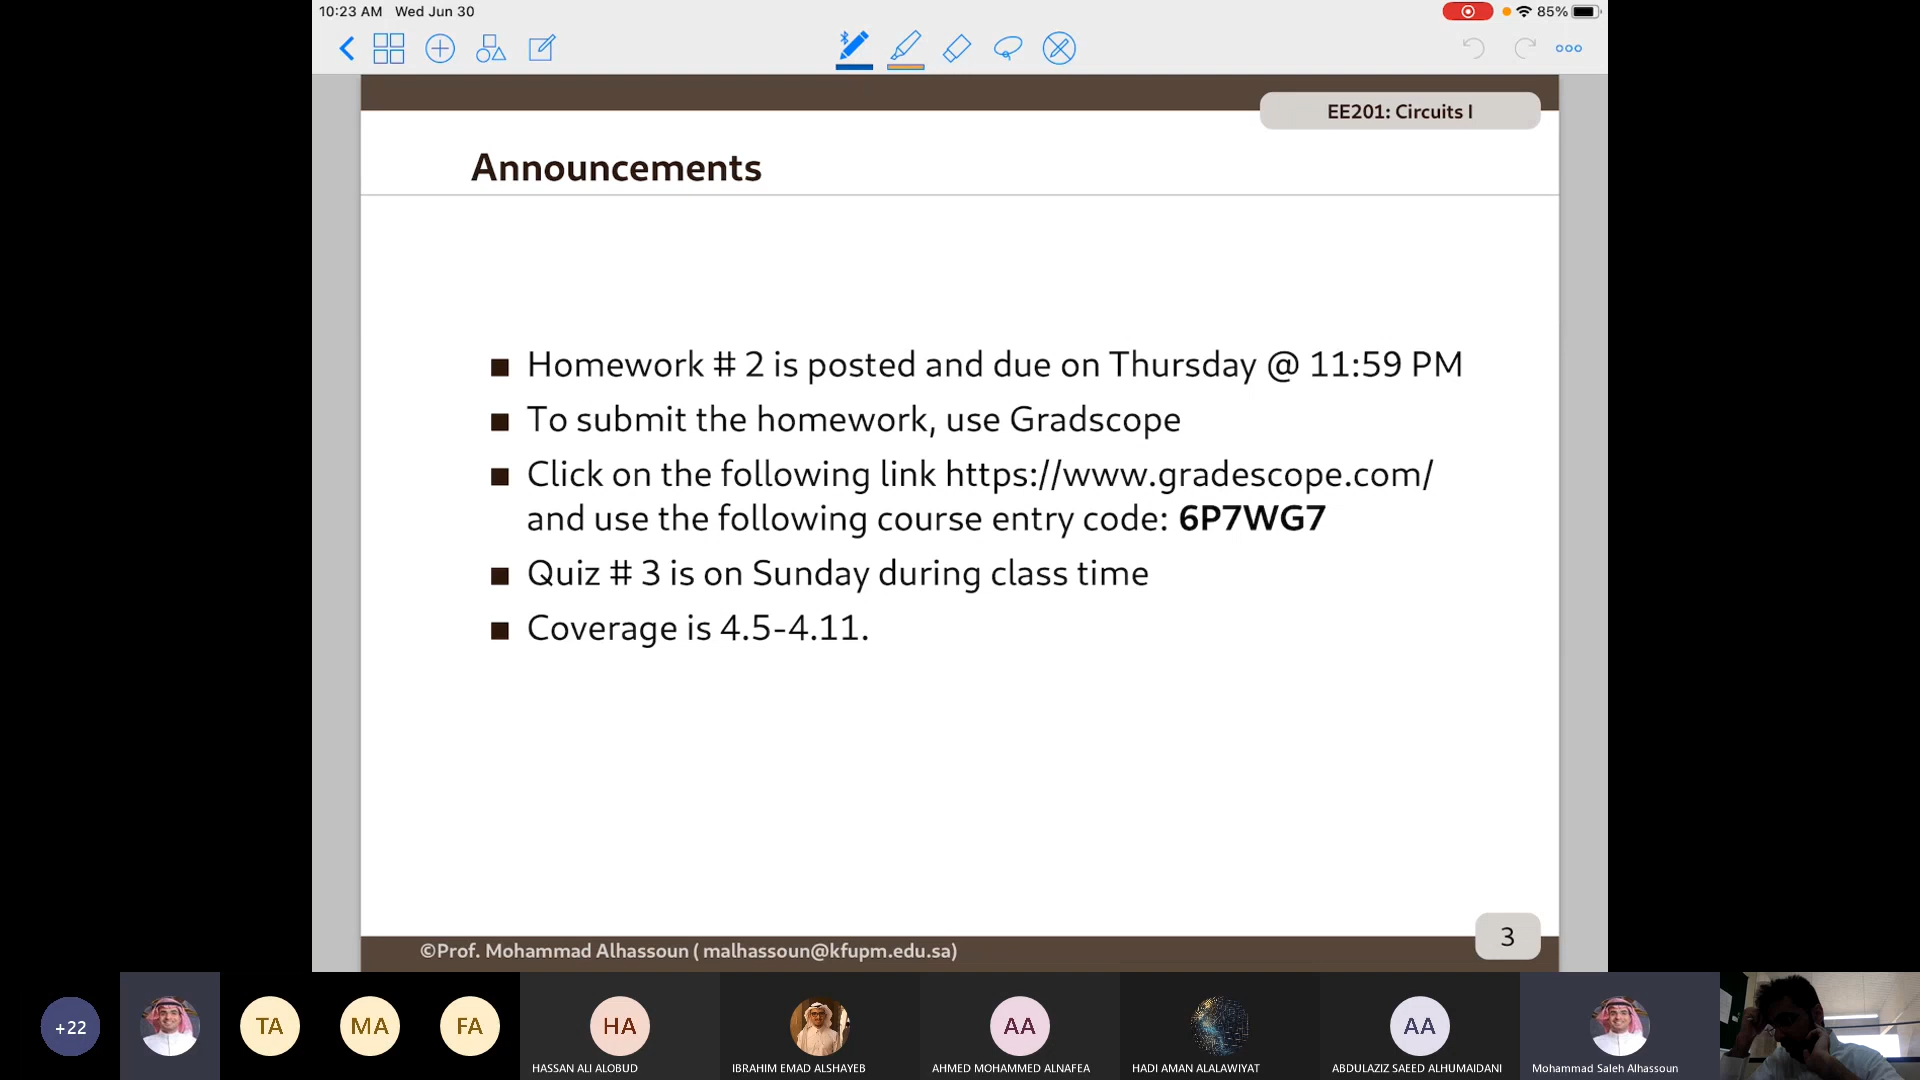 10:23 AM Wed Jun 30
85%
EE201: Circuits I
Announcements
Homework # 2 is posted and due on Thursday @ 11:59 PM
To submit the homework, use Gradscope
Click on the following link https://www.gradescope.com/
and use the following course entry code: 6P7WG7
Quiz # 3 is on Sunday during class time
Coverage is 4.5-4.11.
©Prof. Mohammad Alhassoun ( malhassoun@kfupm.edu.sa)
3
+22
TA
MA
FA
HA
AA
AA
HASSAN ALI ALOBUD
IBRAHIM EMAD ALSHAYEB
AHMED MOHAMMED ALNAFEA
HADI AMAN ALALAWIYAT
ABDULAZIZ SAEED ALHUMAIDANI
Mohammad Saleh Alhassoun